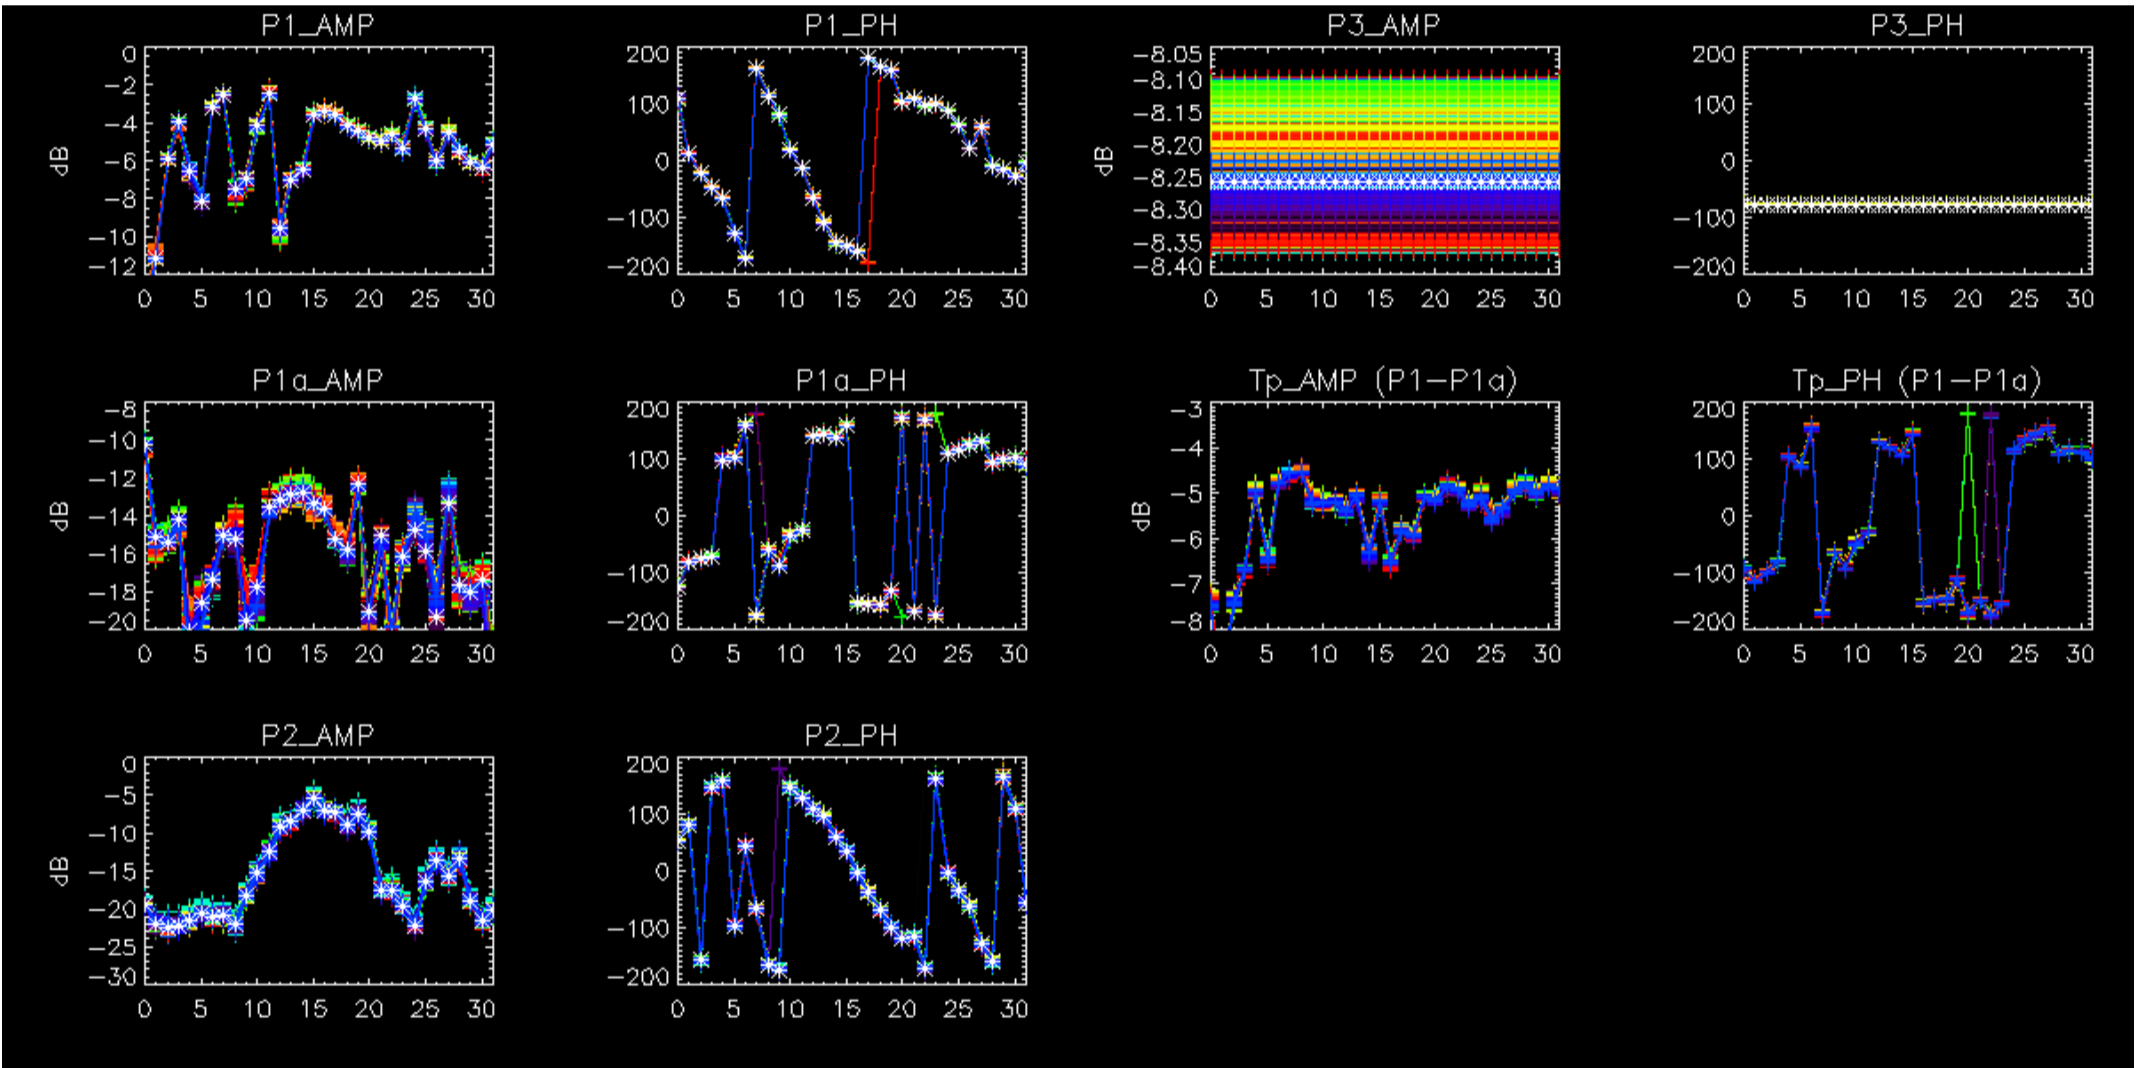 P1_AMP
0
-2
-4
-6
-8
-10
-12
dB
0 5 10 15 20 25 30
P1_PH
200
100
0
-100
-200
0 5 10 15 20 25 30
P3_AMP
-8.05
-8.10
-8.15
-8.20
-8.25
-8.30
-8.35
-8.40
dB
0 5 10 15 20 25 30
P3_PH
200
100
0
-100
-200
0 5 10 15 20 25 30
P1a_AMP
-8
-10
-12
-14
-16
-18
-20
dB
0 5 10 15 20 25 30
P1a_PH
200
100
0
-100
-200
0 5 10 15 20 25 30
Tp_AMP (P1-P1a)
-3
-4
-5
-6
-7
-8
dB
0 5 10 15 20 25 30
Tp_PH (P1-P1a)
200
100
0
-100
-200
0 5 10 15 20 25 30
P2_AMP
0
-5
-10
-15
-20
-25
-30
dB
0 5 10 15 20 25 30
P2_PH
200
100
0
-100
-200
0 5 10 15 20 25 30